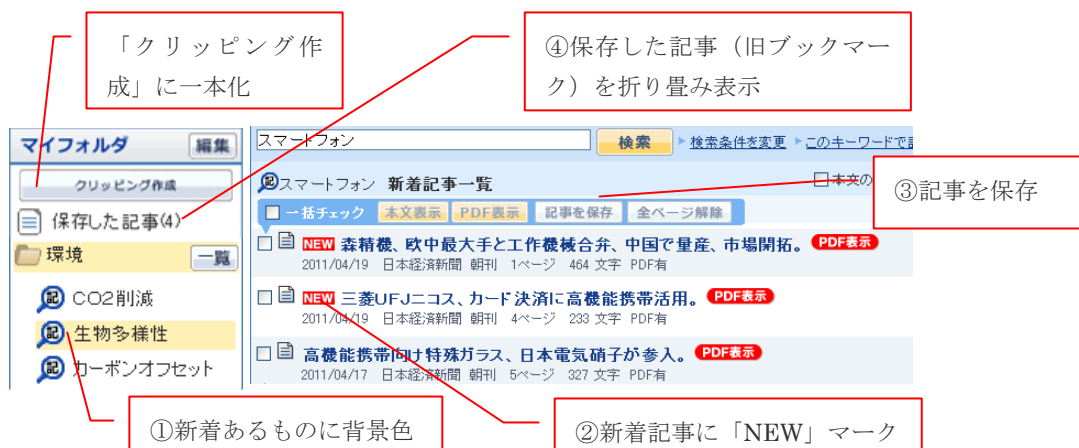 「クリッピング作
成」に一本化
④保存した記事（旧ブックマー
ク）を折り畳み表示
マイフォルダ 編集
クリッピング作成
保存した記事(4)
環境 一覧
CO2削減
生物多様性
カーボンオフセット
スマートフォン 検索 検索条件を変更 このキーワードで
スマートフォン 新着記事一覧 本文の
③記事を保存
一括チェック 本文表示 PDF表示 記事を保存 全ページ解除
NEW 森精機、欧中最大手と工作機械合弁、中国で量産、市場開拓。 PDF表示
2011/04/19 日本経済新聞 朝刊 1ページ 464 文字 PDF有
NEW 三菱UFJニコス、カード決済に高機能携帯活用。 PDF表示
2011/04/19 日本経済新聞 朝刊 4ページ 233 文字 PDF有
高機能携帯向け特殊ガラス、日本電気硝子が参入。 PDF表示
2011/04/17 日本経済新聞 朝刊 5ページ 327 文字 PDF有
①新着あるものに背景色
②新着記事に「NEW」マーク